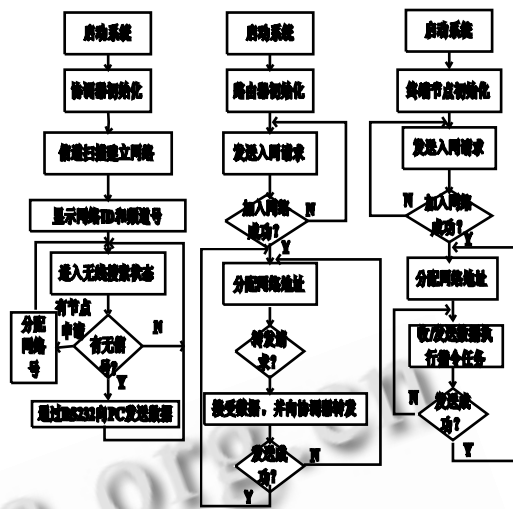 启动系统
协调器初始化
信道扫描建立网络
显示网络ID和频道号
进入无线搜索状态
有节点
申请
分配
网络
号
有无信
号?
N
Y
通过RS232向PC发送数据
启动系统
路由器初始化
发送入网请求
加入网络
成功?
N
Y
分配网络地址
转发请
求?
接受数据，并向协调器转发
发送成
功?
N
Y
启动系统
终端节点初始化
发送入网请求
N
加入网络
成功?
Y
分配网络地址
收/发送数据执
行指令任务
N
发送成
功?
Y